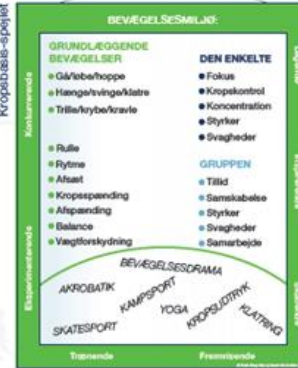 Kropsbasis-spejlet
BEVÆGELSESMILJØ:
GRUNDLÆGGENDE
BEVÆGELSER
Gå/løbe/hoppe
Hænge/svinge/klatre
Trille/krybe/kravle
Rulle
Rytme
Afsæt
Kropsspænding
Afspænding
Balance
Vægtforskydning
DEN ENKELTE
Fokus
Kropskontrol
Koncentration
Styrker
Svagheder
GRUPPEN
Tillid
Samskabelse
Styrker
Svagheder
Samarbejde
Konkurrerende
Eksperimenterende
BEVÆGELSESDRAMA
AKROBATIK
KAMPSPORT
YOGA
KROPSUDTRYK
KLATRING
SKATESPORT
Trænende
Fremvisende